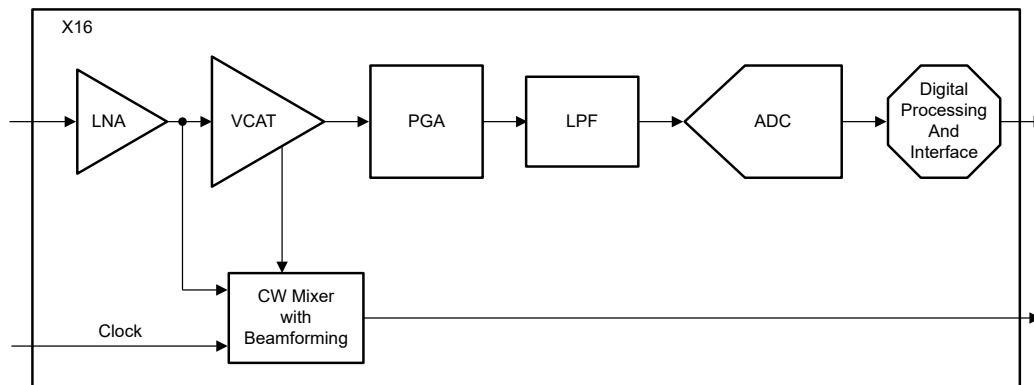 X16
LNA
VCAT
PGA
LPF
ADC
Digital
Processing
And
Interface
CW Mixer
with
Beamforming
Clock